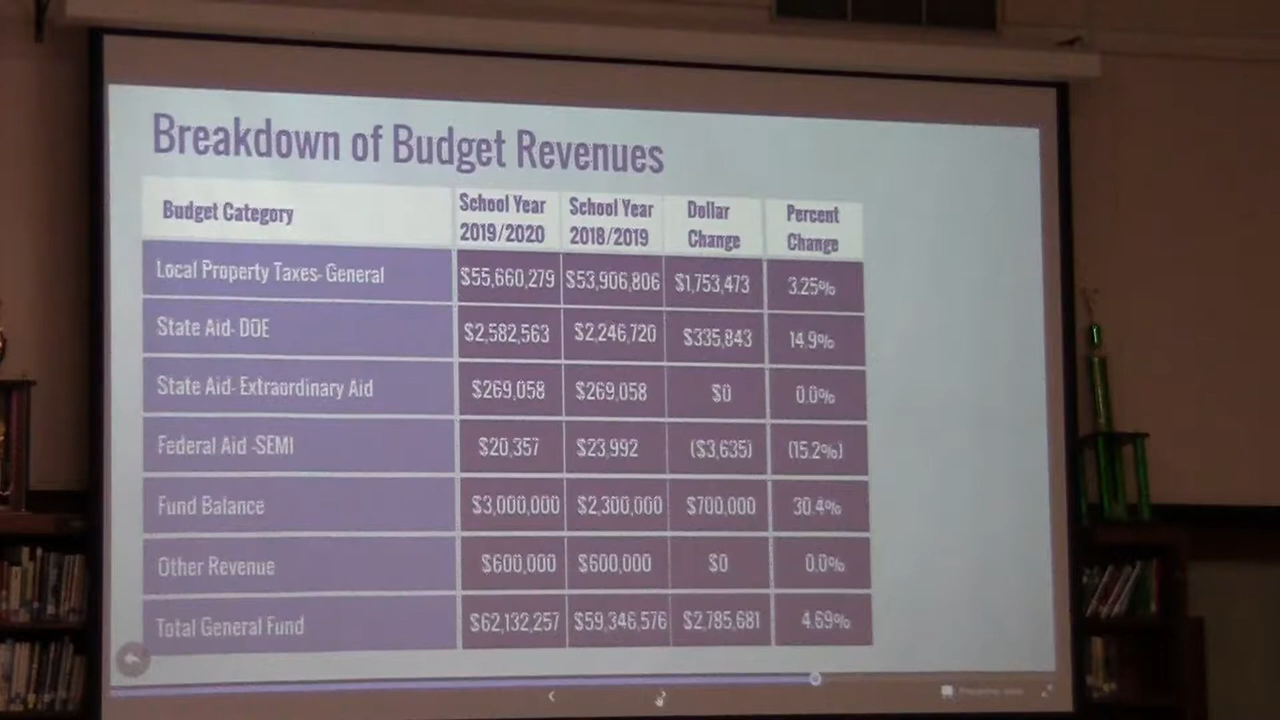 Breakdown of Budget Revenues
Budget Category School Year 2019/2020 School Year 2018/2019 Dollar Change Percent Change
Local Property Taxes- General $55,660,279 $53,906,806 $1,753,473 3.25%
State Aid- DOE $2,582,563 $2,246,720 $335,843 14.9%
State Aid- Extraordinary Aid $269,058 $269,058 $0 0.0%
Federal Aid -SEMI $20,357 $23,992 ($3,635) (15.2%)
Fund Balance $3,000,000 $2,300,000 $700,000 30.4%
Other Revenue $600,000 $600,000 $0 0.0%
Total General Fund $62,132,257 $59,346,576 $2,785,681 4.69%